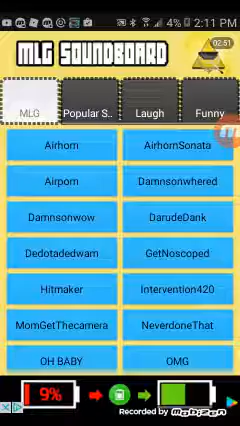 4% 2:11 PM
MLG SOUNDBOARD
02:51
MLG Popular S.. Laugh Funny
Airhorn AirhornSonata
Airporn Damnsonwhered
Damnsonwow DarudeDank
Dedotadedwam GetNoscoped
Hitmaker Intervention420
MomGetThecamera NeverdoneThat
OH BABY OMG
9%
Recorded by mobizen